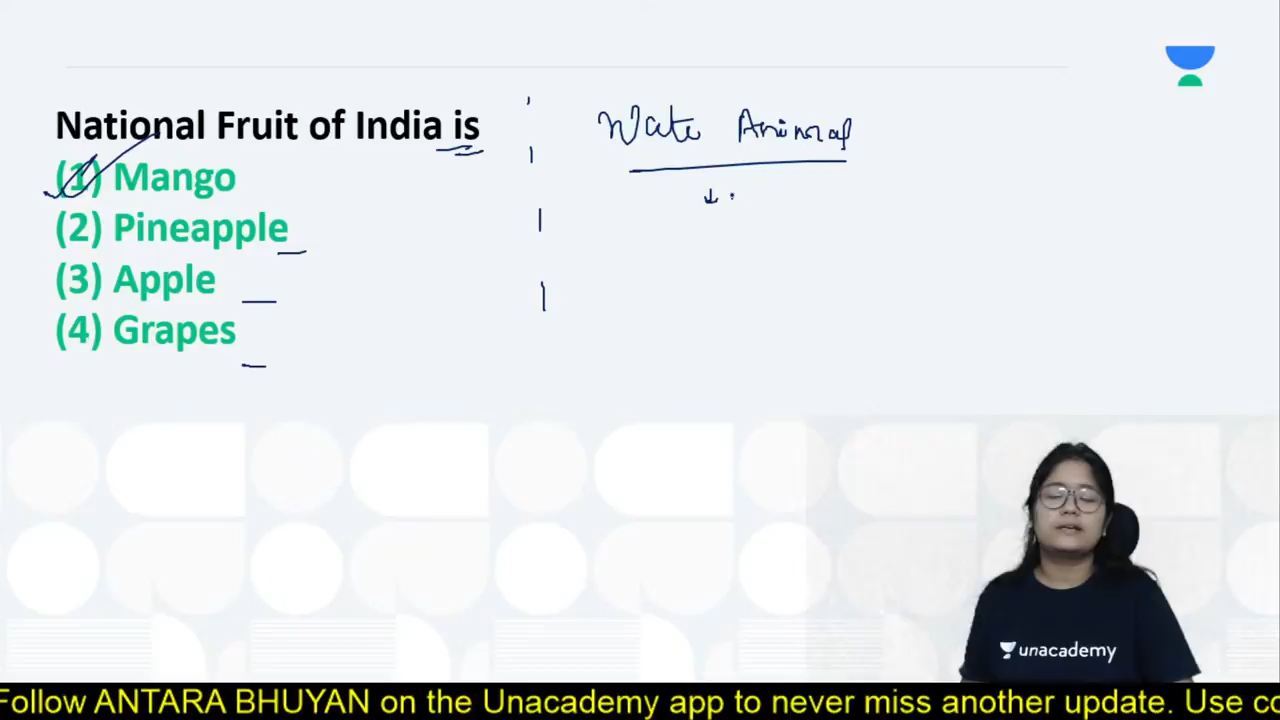 National Fruit of India is
(1) Mango
(2) Pineapple
(3) Apple
(4) Grapes
Wate Animal
unacademy
Follow ANTARA BHUYAN on the Unacademy app to never miss another update. Use co